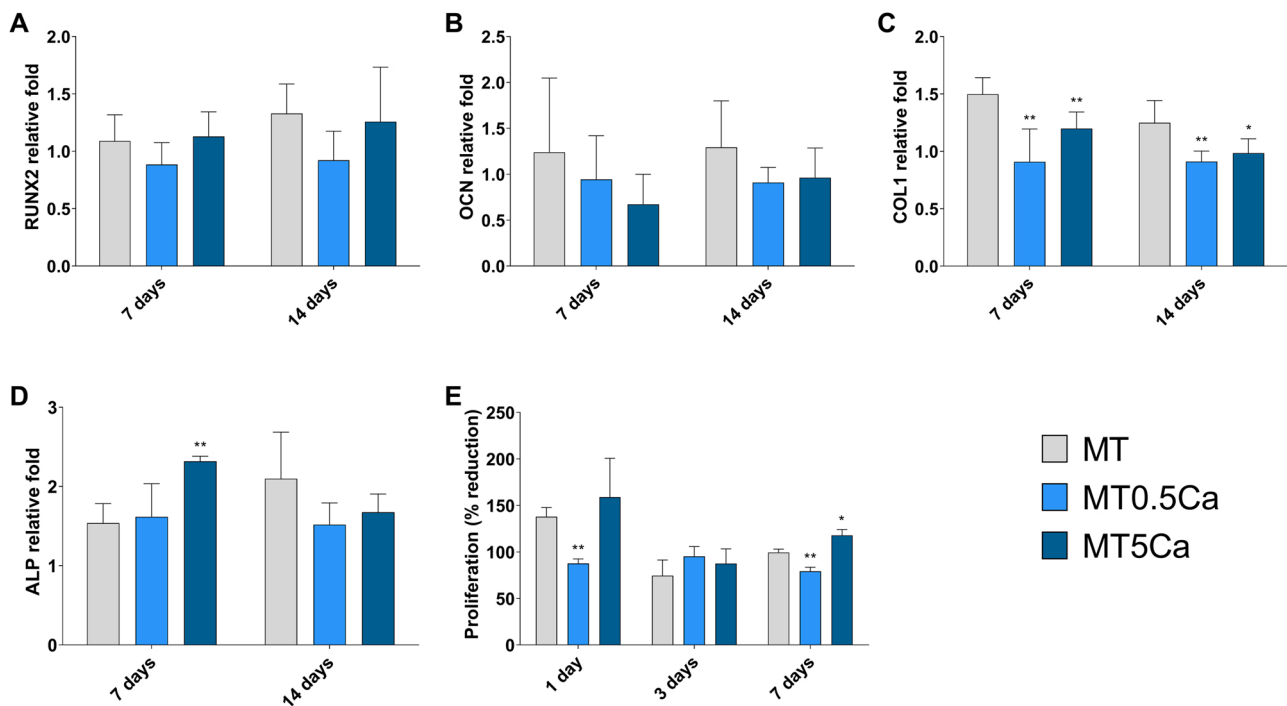 A
RUNX2 relative fold
2.0
1.5
1.0
0.5
0.0
7 days
14 days
B
OCN relative fold
2.5
2.0
1.5
1.0
0.5
0.0
7 days
14 days
C
COL1 relative fold
2.0
1.5
1.0
0.5
0.0
**
**
**
*
7 days
14 days
D
ALP relative fold
3
2
1
0
**
7 days
14 days
E
Proliferation (% reduction)
250
200
150
100
50
0
**
**
*
1 day
3 days
7 days
MT
MT0.5Ca
MT5Ca